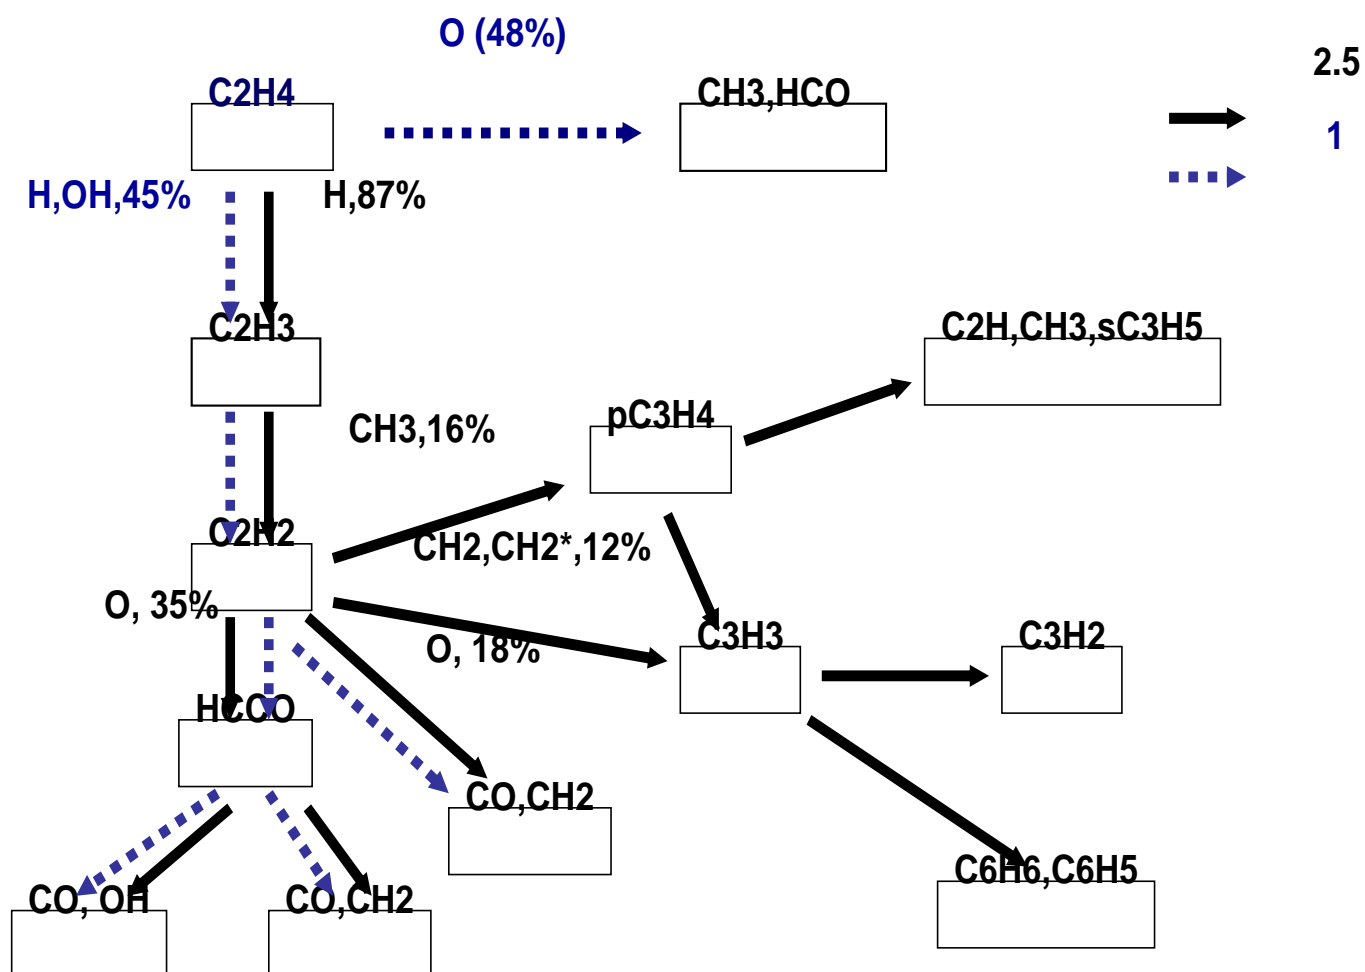 O (48%)
2.5
C2H4
CH3,HCO
1
H,OH,45%
H,87%
C2H3
C2H,CH3,sC3H5
pC3H4
CH3,16%
C2H2
CH2,CH2*,12%
O, 35%
O, 18%
C3H3
C3H2
HCCO
CO,CH2
C6H6,C6H5
CO, OH
CO,CH2